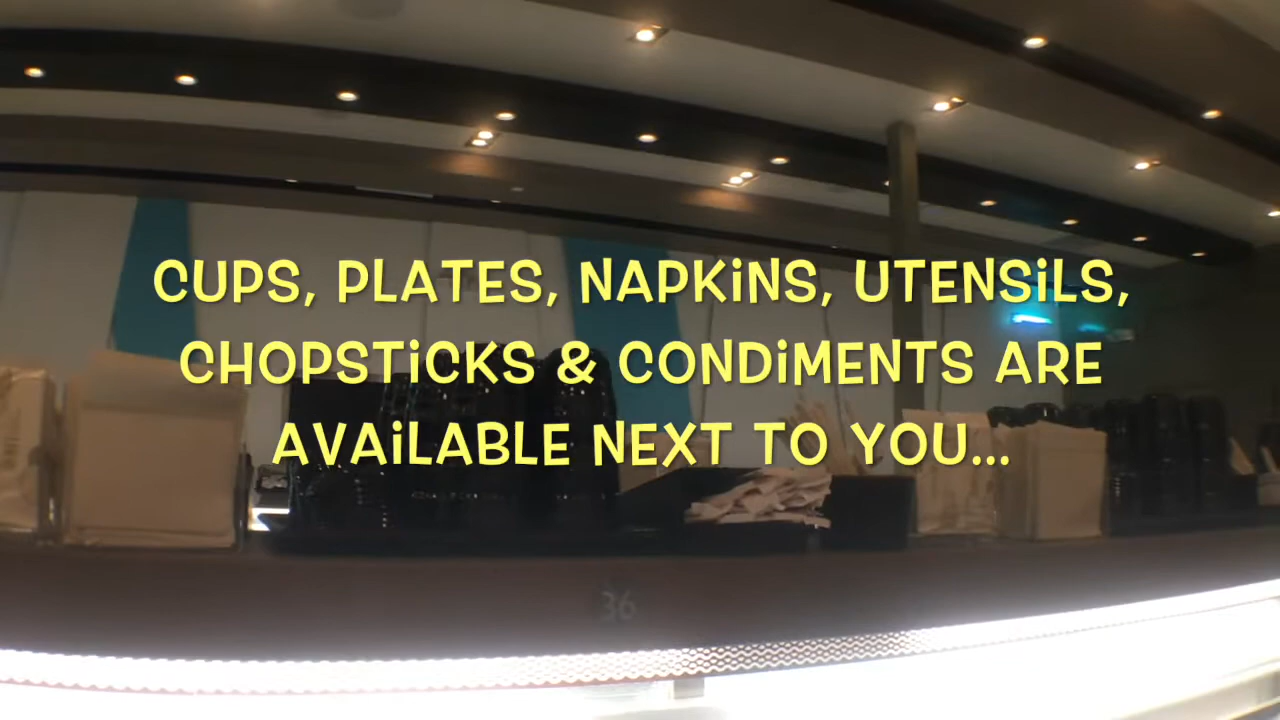 CUPS, PLATES, NAPKiNS, UTENSiLS,
CHOPSTiCKS & CONDiMENTS ARE
AVAiLABLE NEXT TO YOU...
36